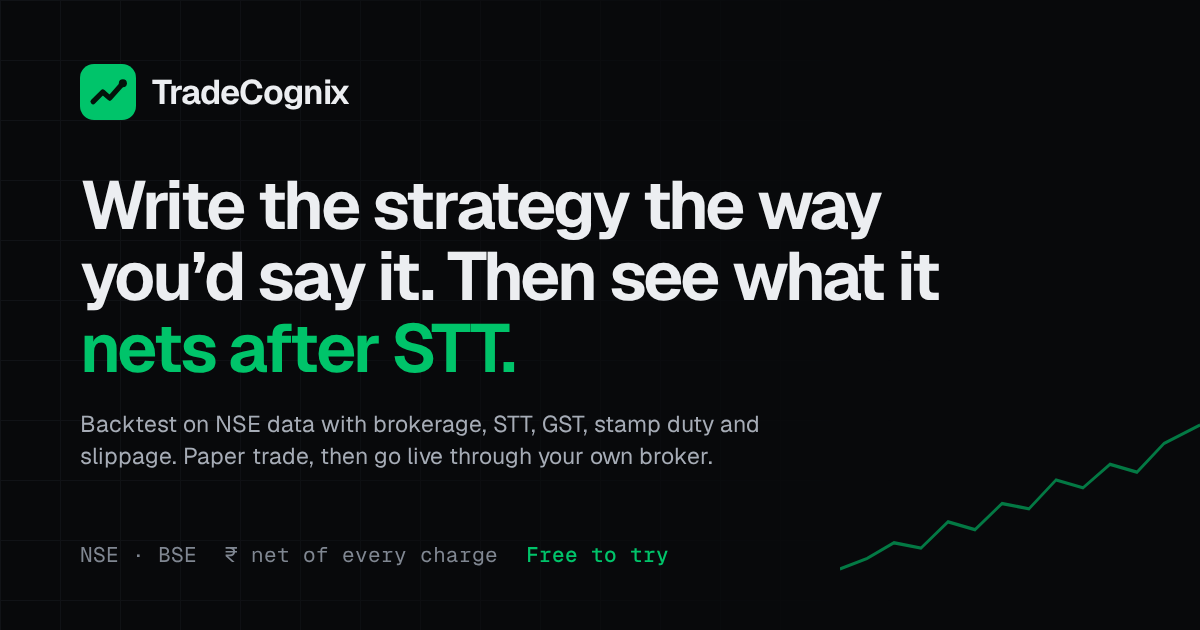 TradeCognix
Write the strategy the way
you’d say it. Then see what it
nets after STT.
Backtest on NSE data with brokerage, STT, GST, stamp duty and
slippage. Paper trade, then go live through your own broker.
NSE · BSE ₹ net of every charge Free to try